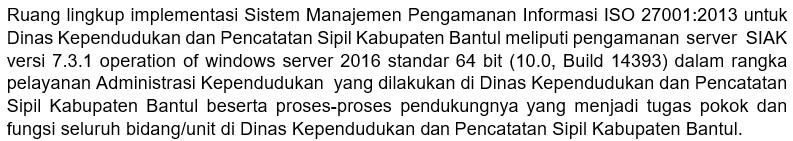 Ruang lingkup implementasi Sistem Manajemen Pengamanan Informasi ISO 27001:2013 untuk
Dinas Kependudukan dan Pencatatan Sipil Kabupaten Bantul meliputi pengamanan server SIAK
versi 7.3.1 operation of windows server 2016 standar 64 bit (10.0, Build 14393) dalam rangka
pelayanan Administrasi Kependudukan yang dilakukan di Dinas Kependudukan dan Pencatatan
Sipil Kabupaten Bantul beserta proses-proses pendukungnya yang menjadi tugas pokok dan
fungsi seluruh bidang/unit di Dinas Kependudukan dan Pencatatan Sipil Kabupaten Bantul.